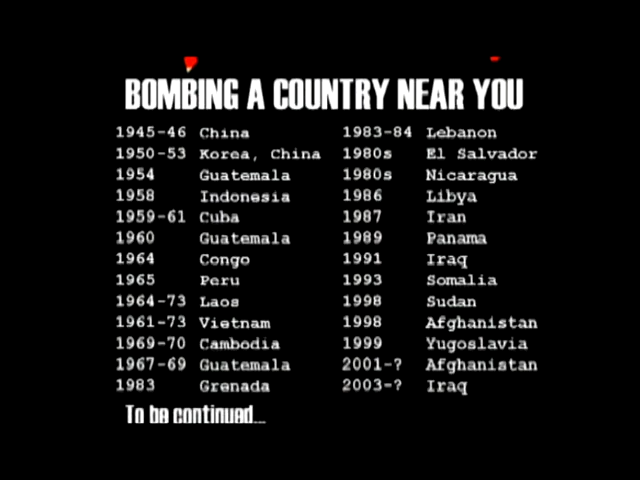 BOMBING A COUNTRY NEAR YOU
1945-46 China
1950-53 Korea, China
1954 Guatemala
1958 Indonesia
1959-61 Cuba
1960 Guatemala
1964 Congo
1965 Peru
1964-73 Laos
1961-73 Vietnam
1969-70 Cambodia
1967-69 Guatemala
1983 Grenada
1983-84 Lebanon
1980s El Salvador
1980s Nicaragua
1986 Libya
1987 Iran
1989 Panama
1991 Iraq
1993 Somalia
1998 Sudan
1998 Afghanistan
1999 Yugoslavia
2001-? Afghanistan
2003-? Iraq
To be continued...